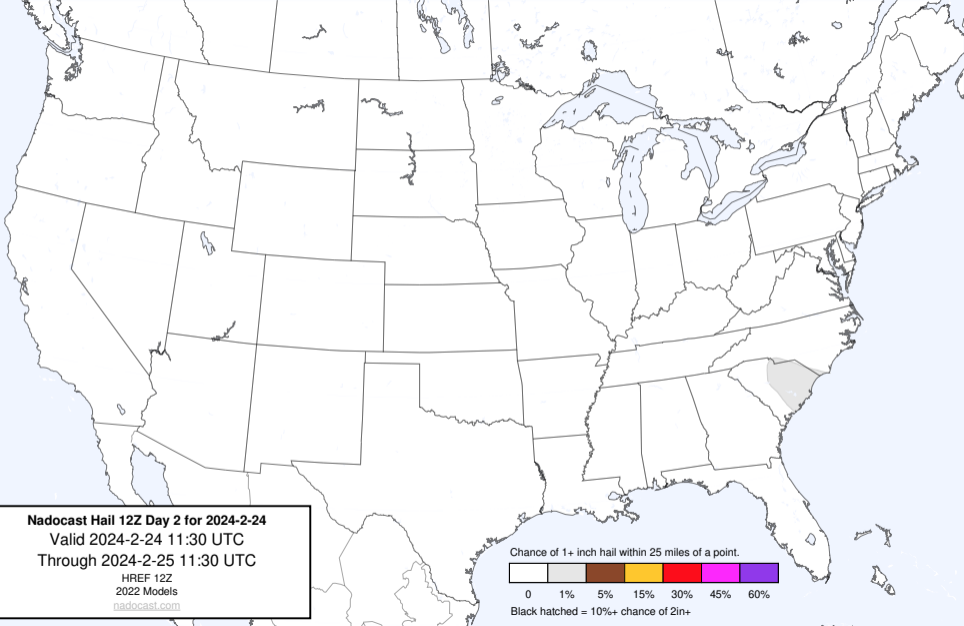 Nadocast Hail 12Z Day 2 for 2024-2-24
Valid 2024-2-24 11:30 UTC
Through 2024-2-25 11:30 UTC
HREF 12Z
2022 Models
nadocast.com
Chance of 1+ inch hail within 25 miles of a point.
0 1% 5% 15% 30% 45% 60%
Black hatched = 10%+ chance of 2in+